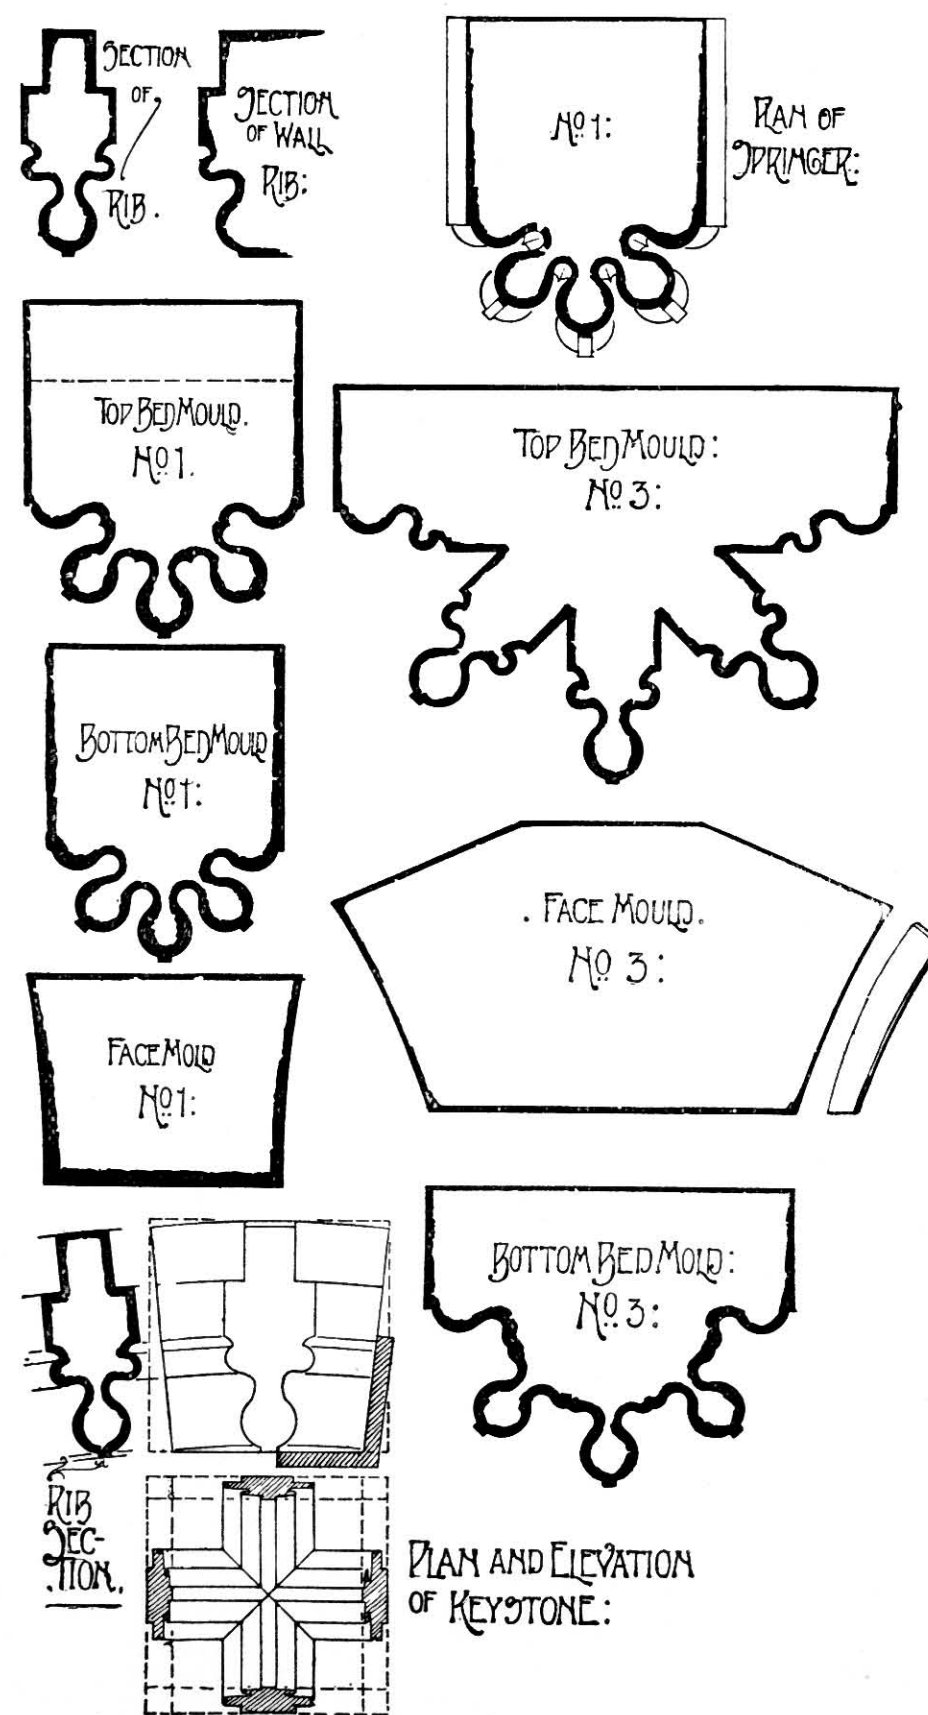 SECTION
OF
RIB.
SECTION
OF WALL
RIB:
No 1:
PLAN OF
SPRINGER:
TOP BED MOULD.
No 1.
TOP BED MOULD:
No 3:
BOTTOM BED MOULD
No 1:
. FACE MOULD.
No 3:
FACE MOLD
No 1:
BOTTOM BED MOLD:
No 3:
RIB
SEC-
.TION.
PLAN AND ELEVATION
OF KEYSTONE: